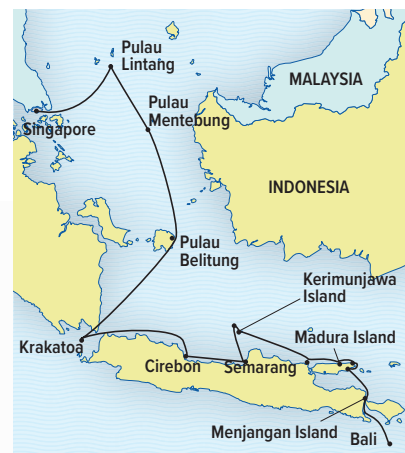 Pulau
Lintang
MALAYSIA
Pulau
Mentebung
Singapore
INDONESIA
Pulau
Belitung
Kerimunjawa
Island
Madura Island
Krakatoa
Cirebon
Semarang
Menjangan Island
Bali